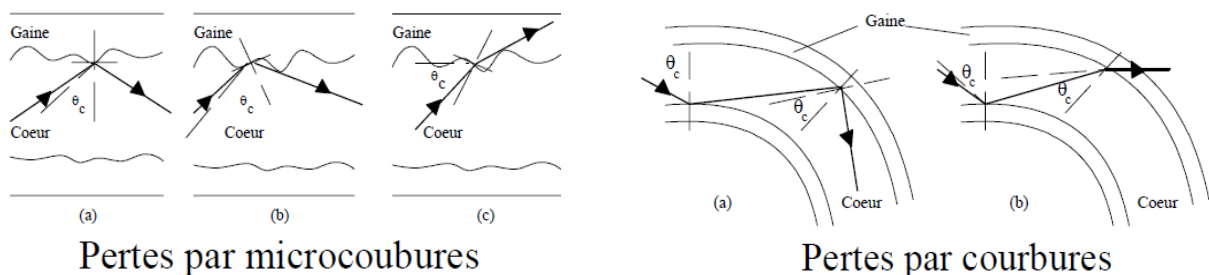 Gaine
θc
Coeur
(a)
Gaine
θc
Coeur
(b)
Gaine
θc
Coeur
(c)
Pertes par microcoubures
Gaine
θc
θc
Coeur
(a)
θc
θc
Coeur
(b)
Pertes par courbures